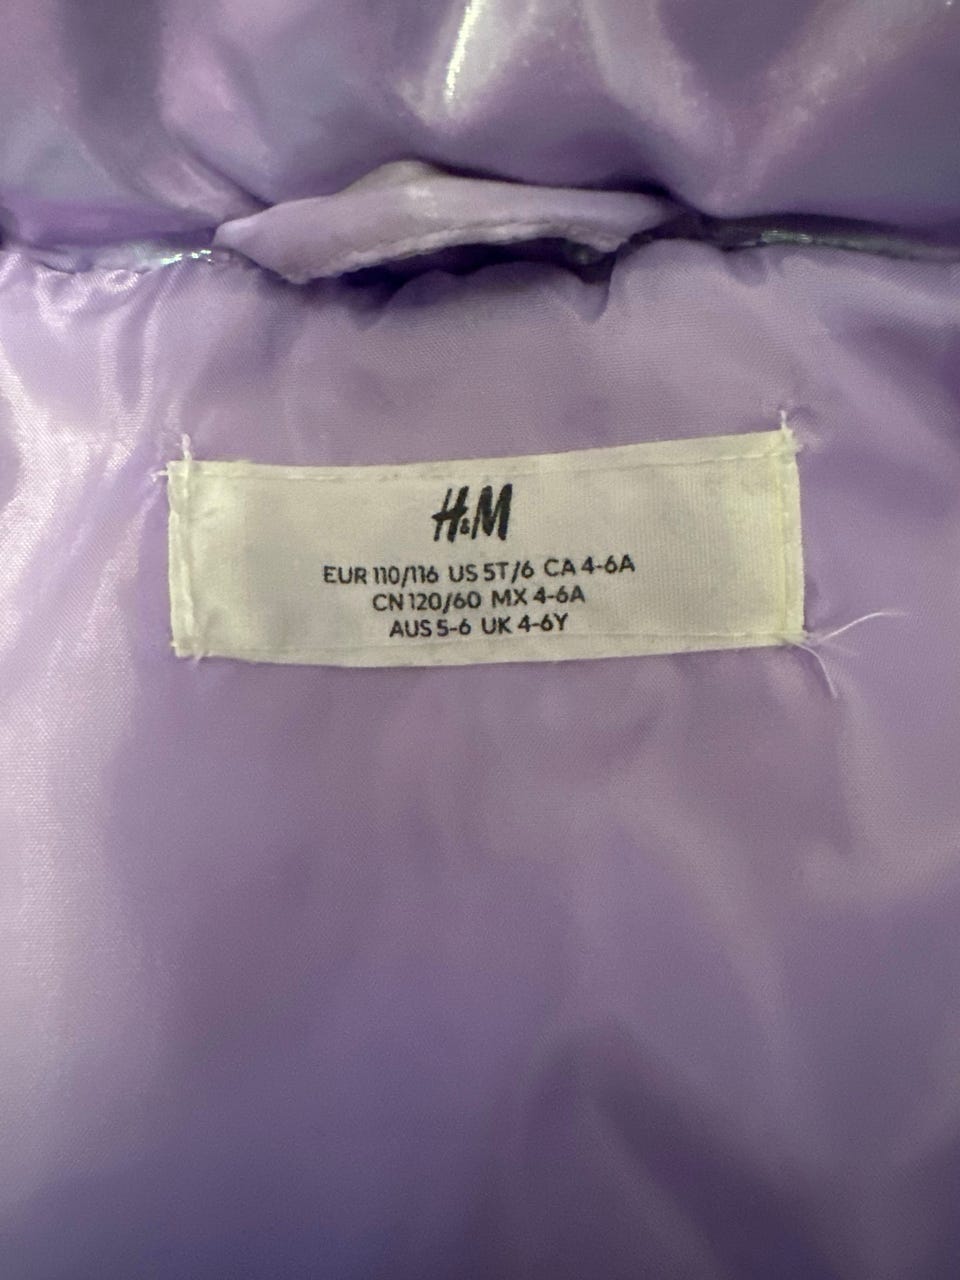 H&M
EUR 110/116 US 5T/6 CA 4-6A
CN 120/60 MX 4-6A
AUS 5-6 UK 4-6Y